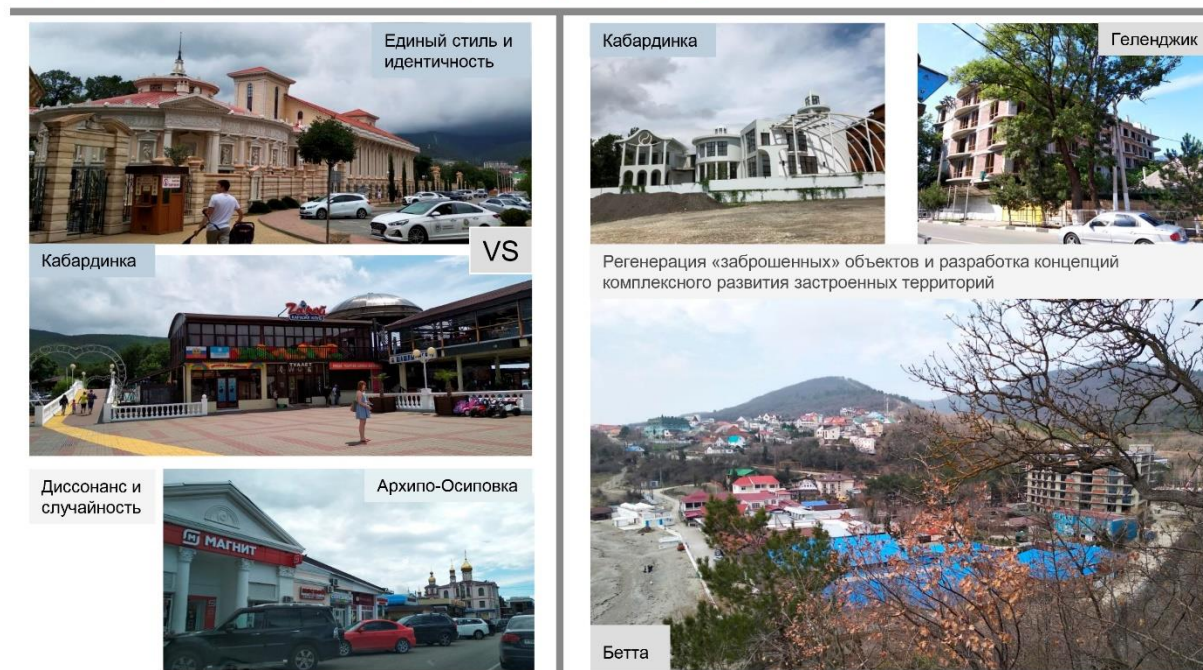 Единый стиль и
идентичность
VS
Кабардинка
ТУАЛЕТ
Диссонанс и
случайность
Архипо-Осиповка
МАГНИТ
Кабардинка
Геленджик
Регенерация «заброшенных» объектов и разработка концепций
комплексного развития застроенных территорий
Бетта